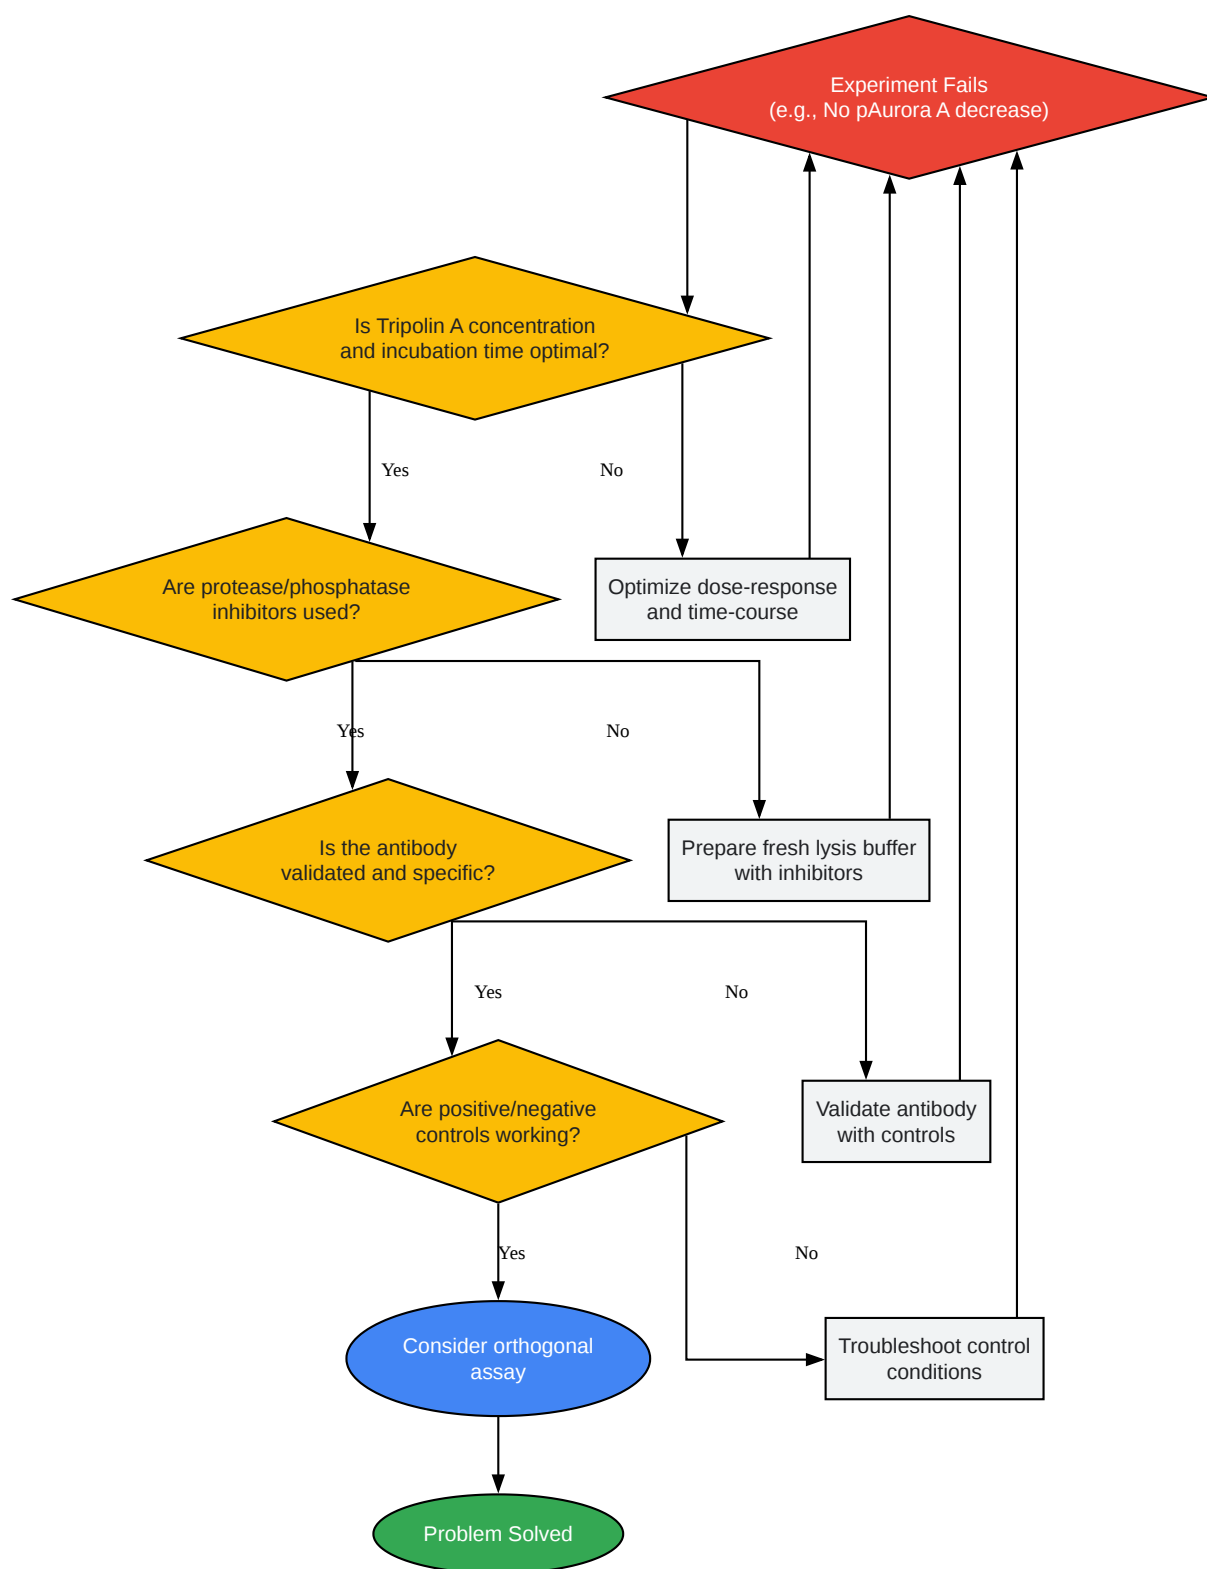 Experiment Fails
(e.g., No pAurora A decrease)
Is Tripolin A concentration
and incubation time optimal?
Yes
No
Are protease/phosphatase
inhibitors used?
Optimize dose-response
and time-course
Yes
No
Is the antibody
validated and specific?
Prepare fresh lysis buffer
with inhibitors
Yes
No
Are positive/negative
controls working?
Validate antibody
with controls
Yes
No
Consider orthogonal
assay
Troubleshoot control
conditions
Problem Solved